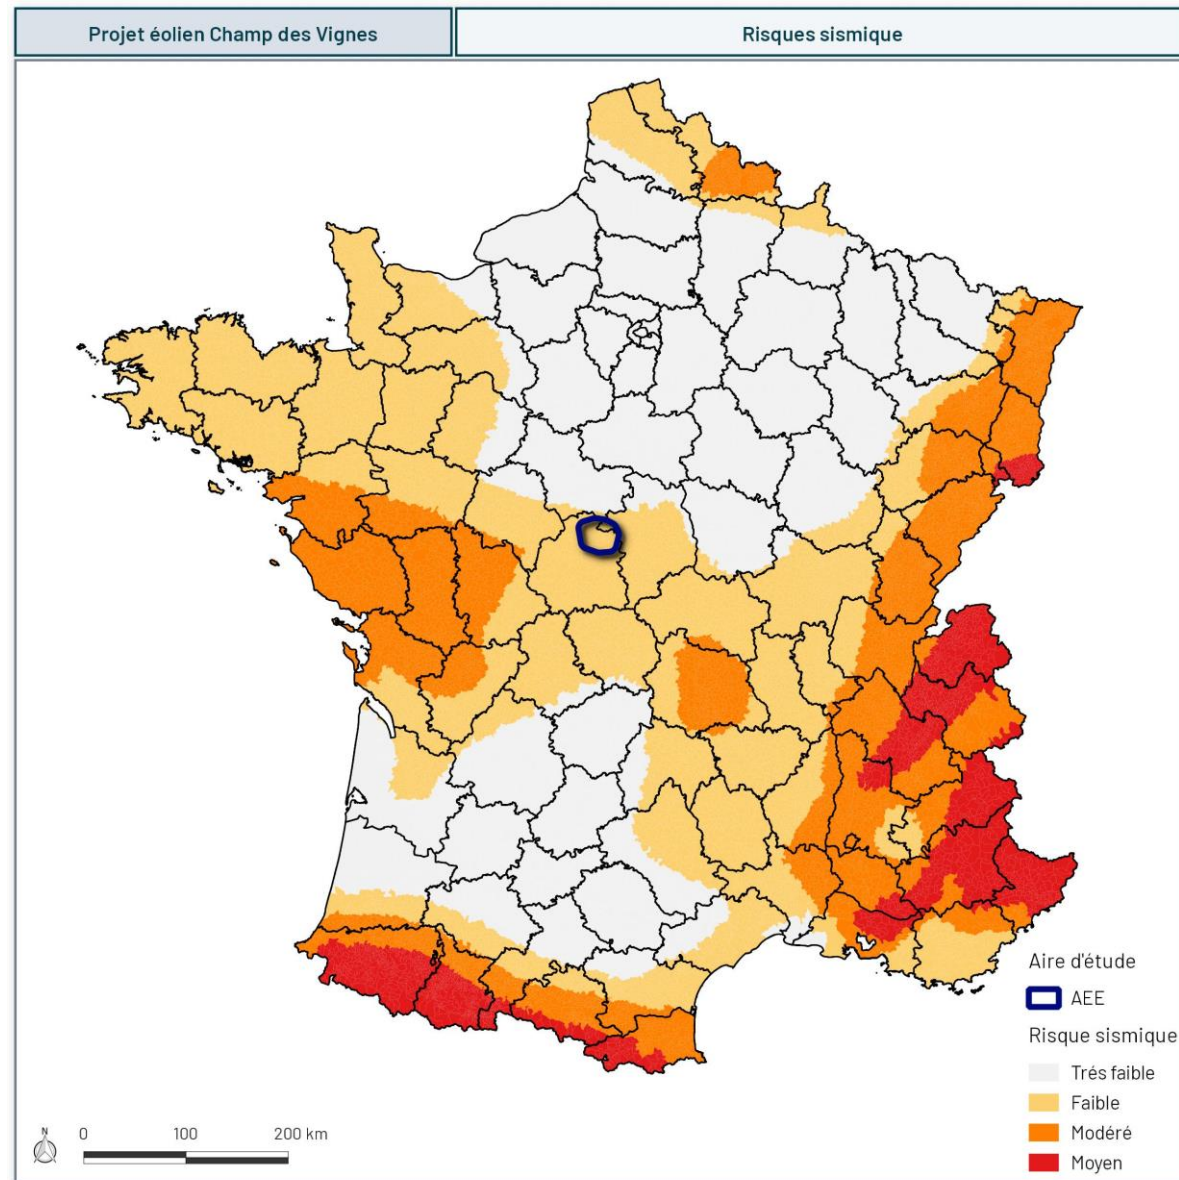 Projet éolien Champ des Vignes
Risques sismique
Aire d'étude
AEE
Risque sismique
Trés faible
Faible
Modéré
Moyen
N
0 100 200 km